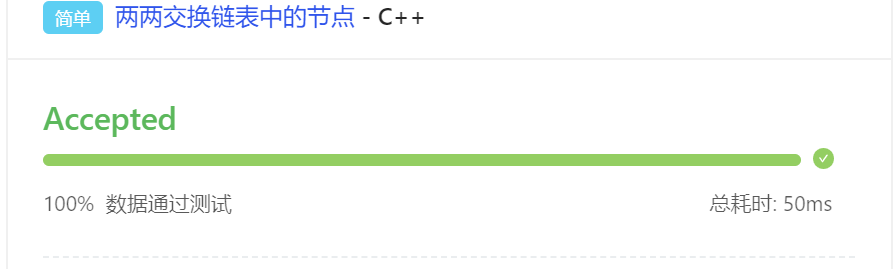 简单 两两交换链表中的节点 - C++
Accepted
100% 数据通过测试 总耗时: 50ms